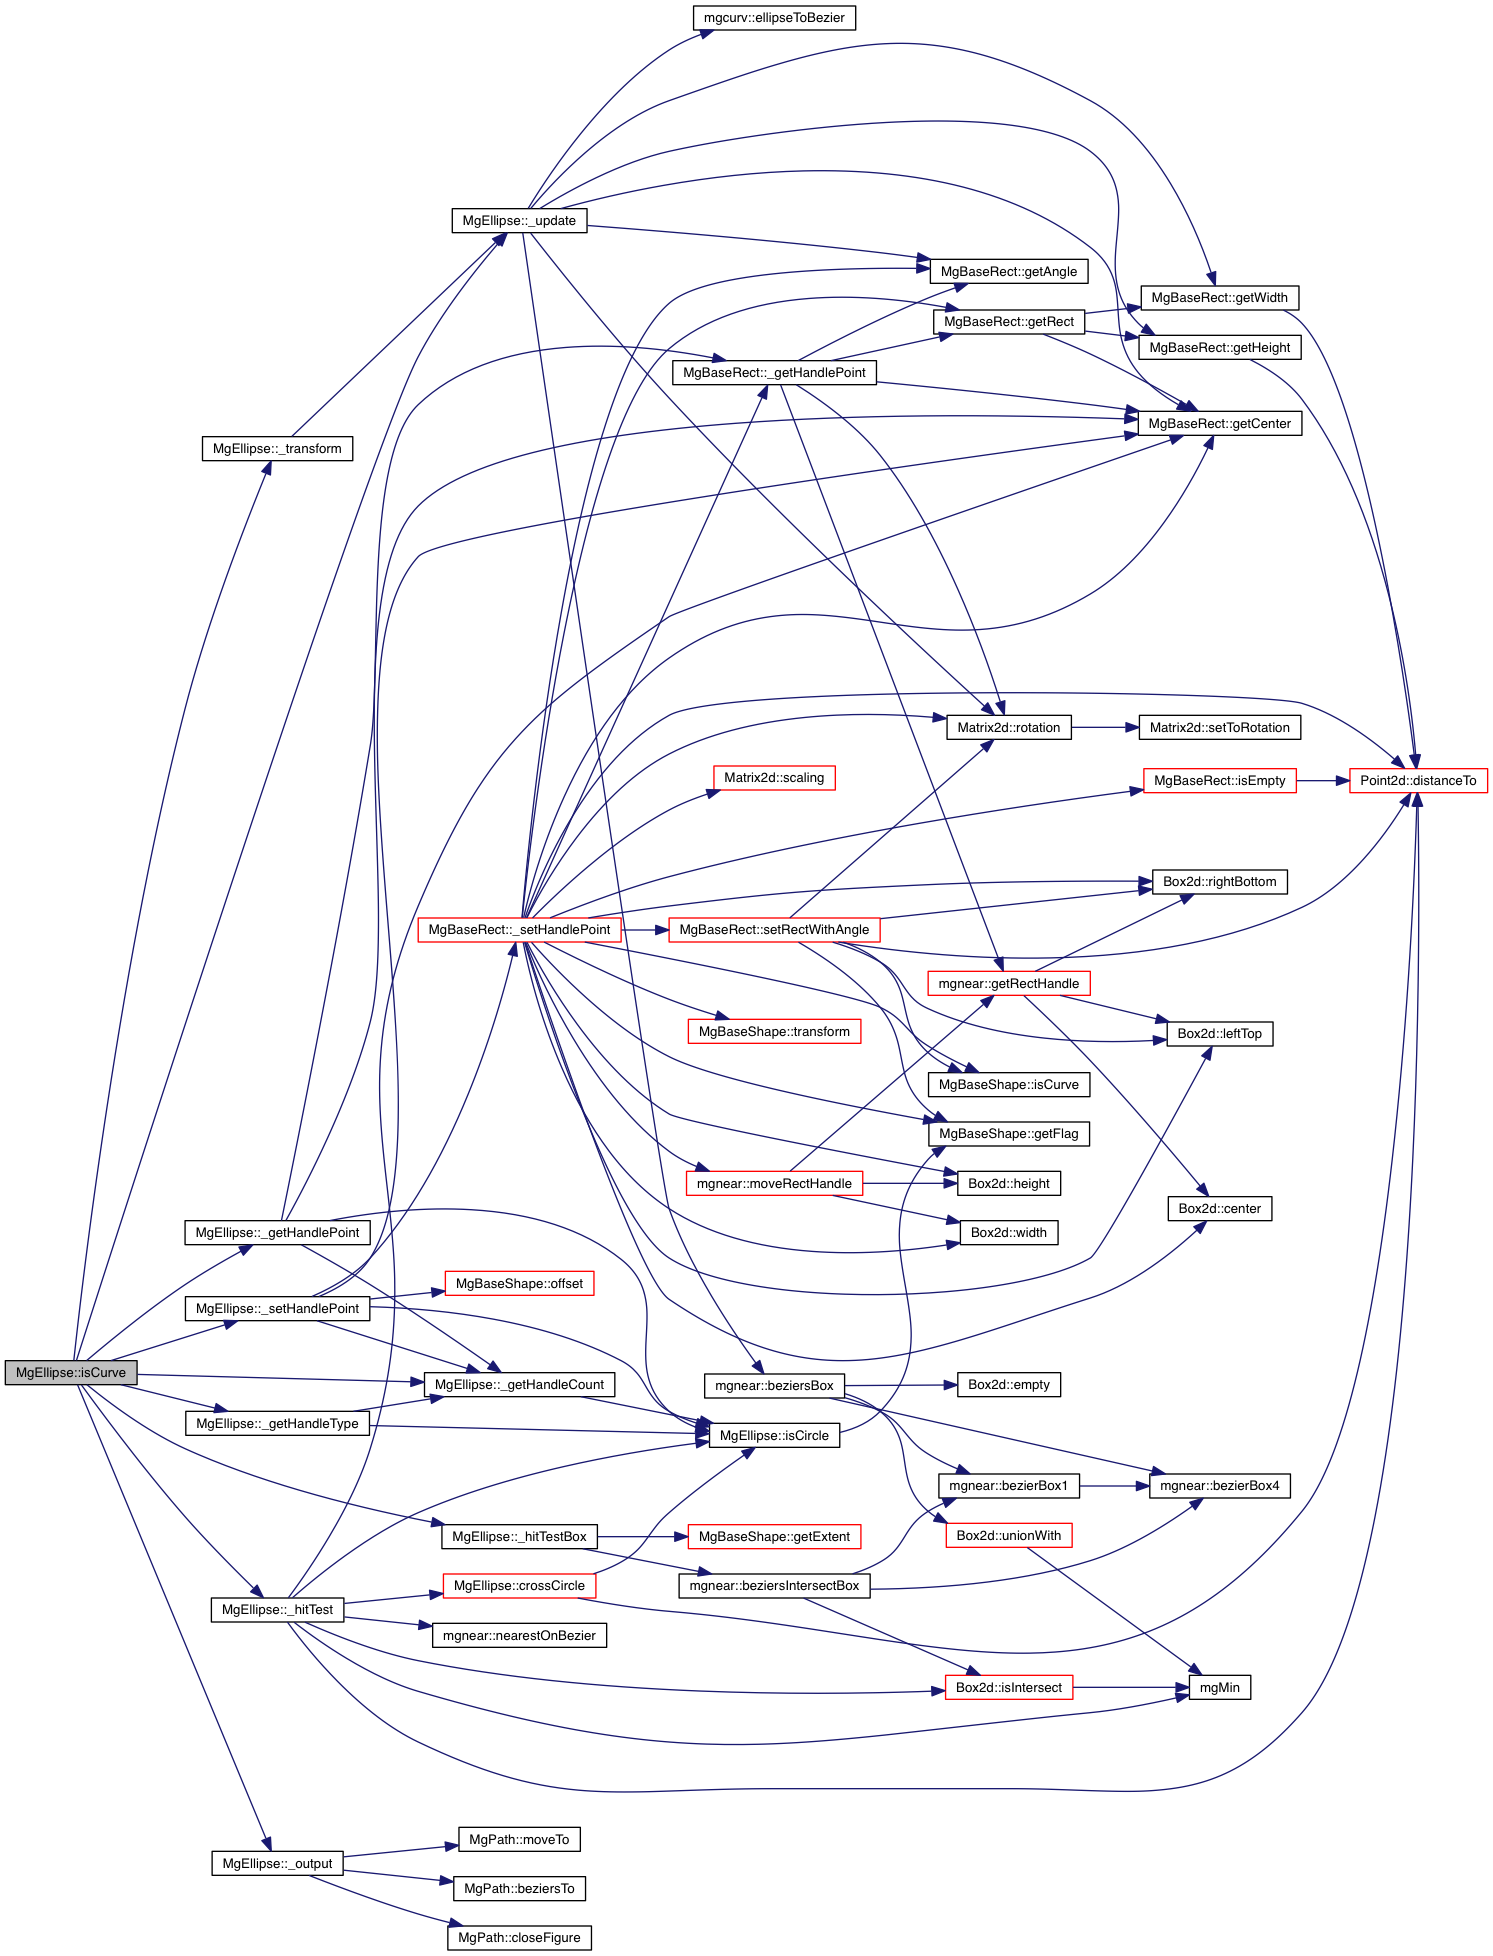 mgcurv::ellipseToBezier
MgEllipse::_update
MgBaseRect::getAngle
MgBaseRect::getWidth
MgBaseRect::getRect
MgBaseRect::getHeight
MgBaseRect::_getHandlePoint
MgBaseRect::getCenter
MgEllipse::_transform
Matrix2d::rotation
Matrix2d::setToRotation
Matrix2d::scaling
MgBaseRect::isEmpty
Point2d::distanceTo
Box2d::rightBottom
MgBaseRect::_setHandlePoint
MgBaseRect::setRectWithAngle
mgnear::getRectHandle
MgBaseShape::transform
Box2d::leftTop
MgBaseShape::isCurve
MgBaseShape::getFlag
mgnear::moveRectHandle
Box2d::height
Box2d::center
MgEllipse::_getHandlePoint
Box2d::width
MgBaseShape::offset
MgEllipse::_setHandlePoint
MgEllipse::isCurve
MgEllipse::_getHandleCount
mgnear::beziersBox
Box2d::empty
MgEllipse::_getHandleType
MgEllipse::isCircle
mgnear::bezierBox1
mgnear::bezierBox4
MgEllipse::_hitTestBox
MgBaseShape::getExtent
Box2d::unionWith
MgEllipse::crossCircle
mgnear::beziersIntersectBox
MgEllipse::_hitTest
mgnear::nearestOnBezier
Box2d::isIntersect
mgMin
MgPath::moveTo
MgEllipse::_output
MgPath::beziersTo
MgPath::closeFigure